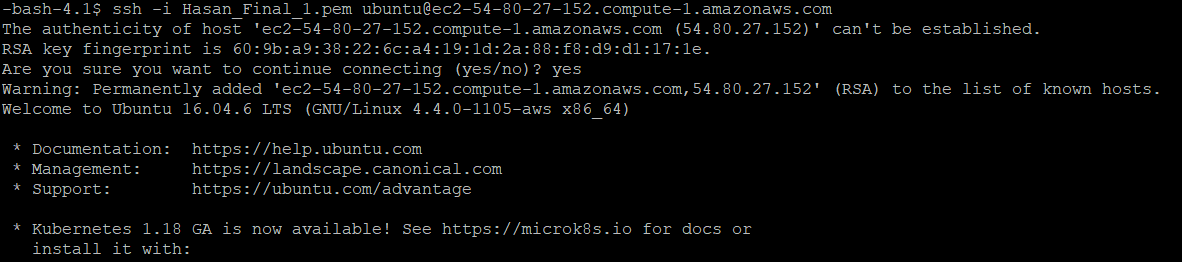 -bash-4.1$ ssh -i Hasan_Final_1.pem ubuntu@ec2-54-80-27-152.compute-1.amazonaws.com
The authenticity of host 'ec2-54-80-27-152.compute-1.amazonaws.com (54.80.27.152)' can't be established.
RSA key fingerprint is 60:9b:a9:38:22:6c:a4:19:1d:2a:88:f8:d9:d1:17:1e.
Are you sure you want to continue connecting (yes/no)? yes
Warning: Permanently added 'ec2-54-80-27-152.compute-1.amazonaws.com,54.80.27.152' (RSA) to the list of known hosts.
Welcome to Ubuntu 16.04.6 LTS (GNU/Linux 4.4.0-1105-aws x86_64)

 * Documentation:  https://help.ubuntu.com
 * Management:     https://landscape.canonical.com
 * Support:        https://ubuntu.com/advantage

 * Kubernetes 1.18 GA is now available! See https://microk8s.io for docs or
   install it with: